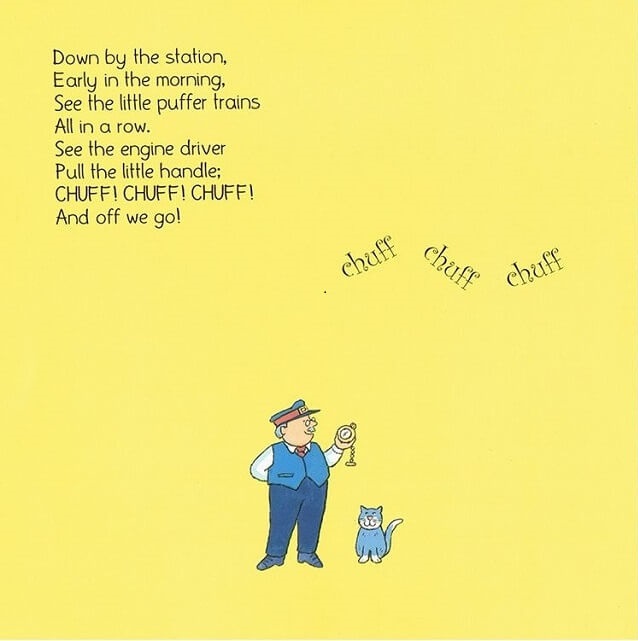 Down by the station,
Early in the morning,
See the little puffer trains
All in a row.
See the engine driver
Pull the little handle;
CHUFF! CHUFF! CHUFF!
And off we go!
chuff chuff chuff